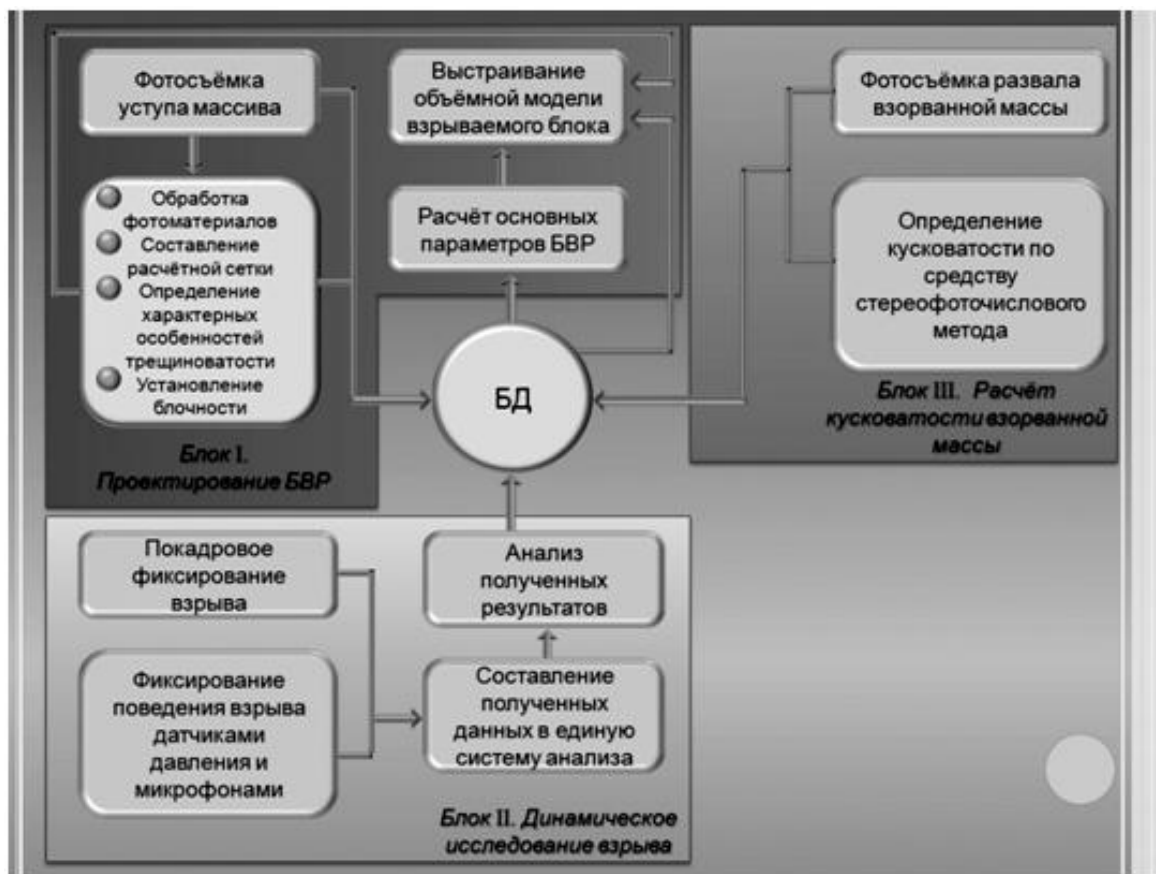 Фотосъёмка
уступа массива
Обработка
фотоматериалов
Составление
расчётной сетки
Определение
характерных
особенностей
трещиноватости
Установление
блочности
Блок I.
Проектирование БВР
Выстраивание
объёмной модели
взрываемого блока
Расчёт основных
параметров БВР
БД
Фотосъёмка развала
взорванной массы
Определение
кусковатости по
средству
стереофоточислового
метода
Блок III. Расчёт
кусковатости взорванной
массы
Покадровое
фиксирование
взрыва
Фиксирование
поведения взрыва
датчиками
давления и
микрофонами
Анализ
полученных
результатов
Составление
полученных
данных в единую
систему анализа
Блок II. Динамическое
исследование взрыва